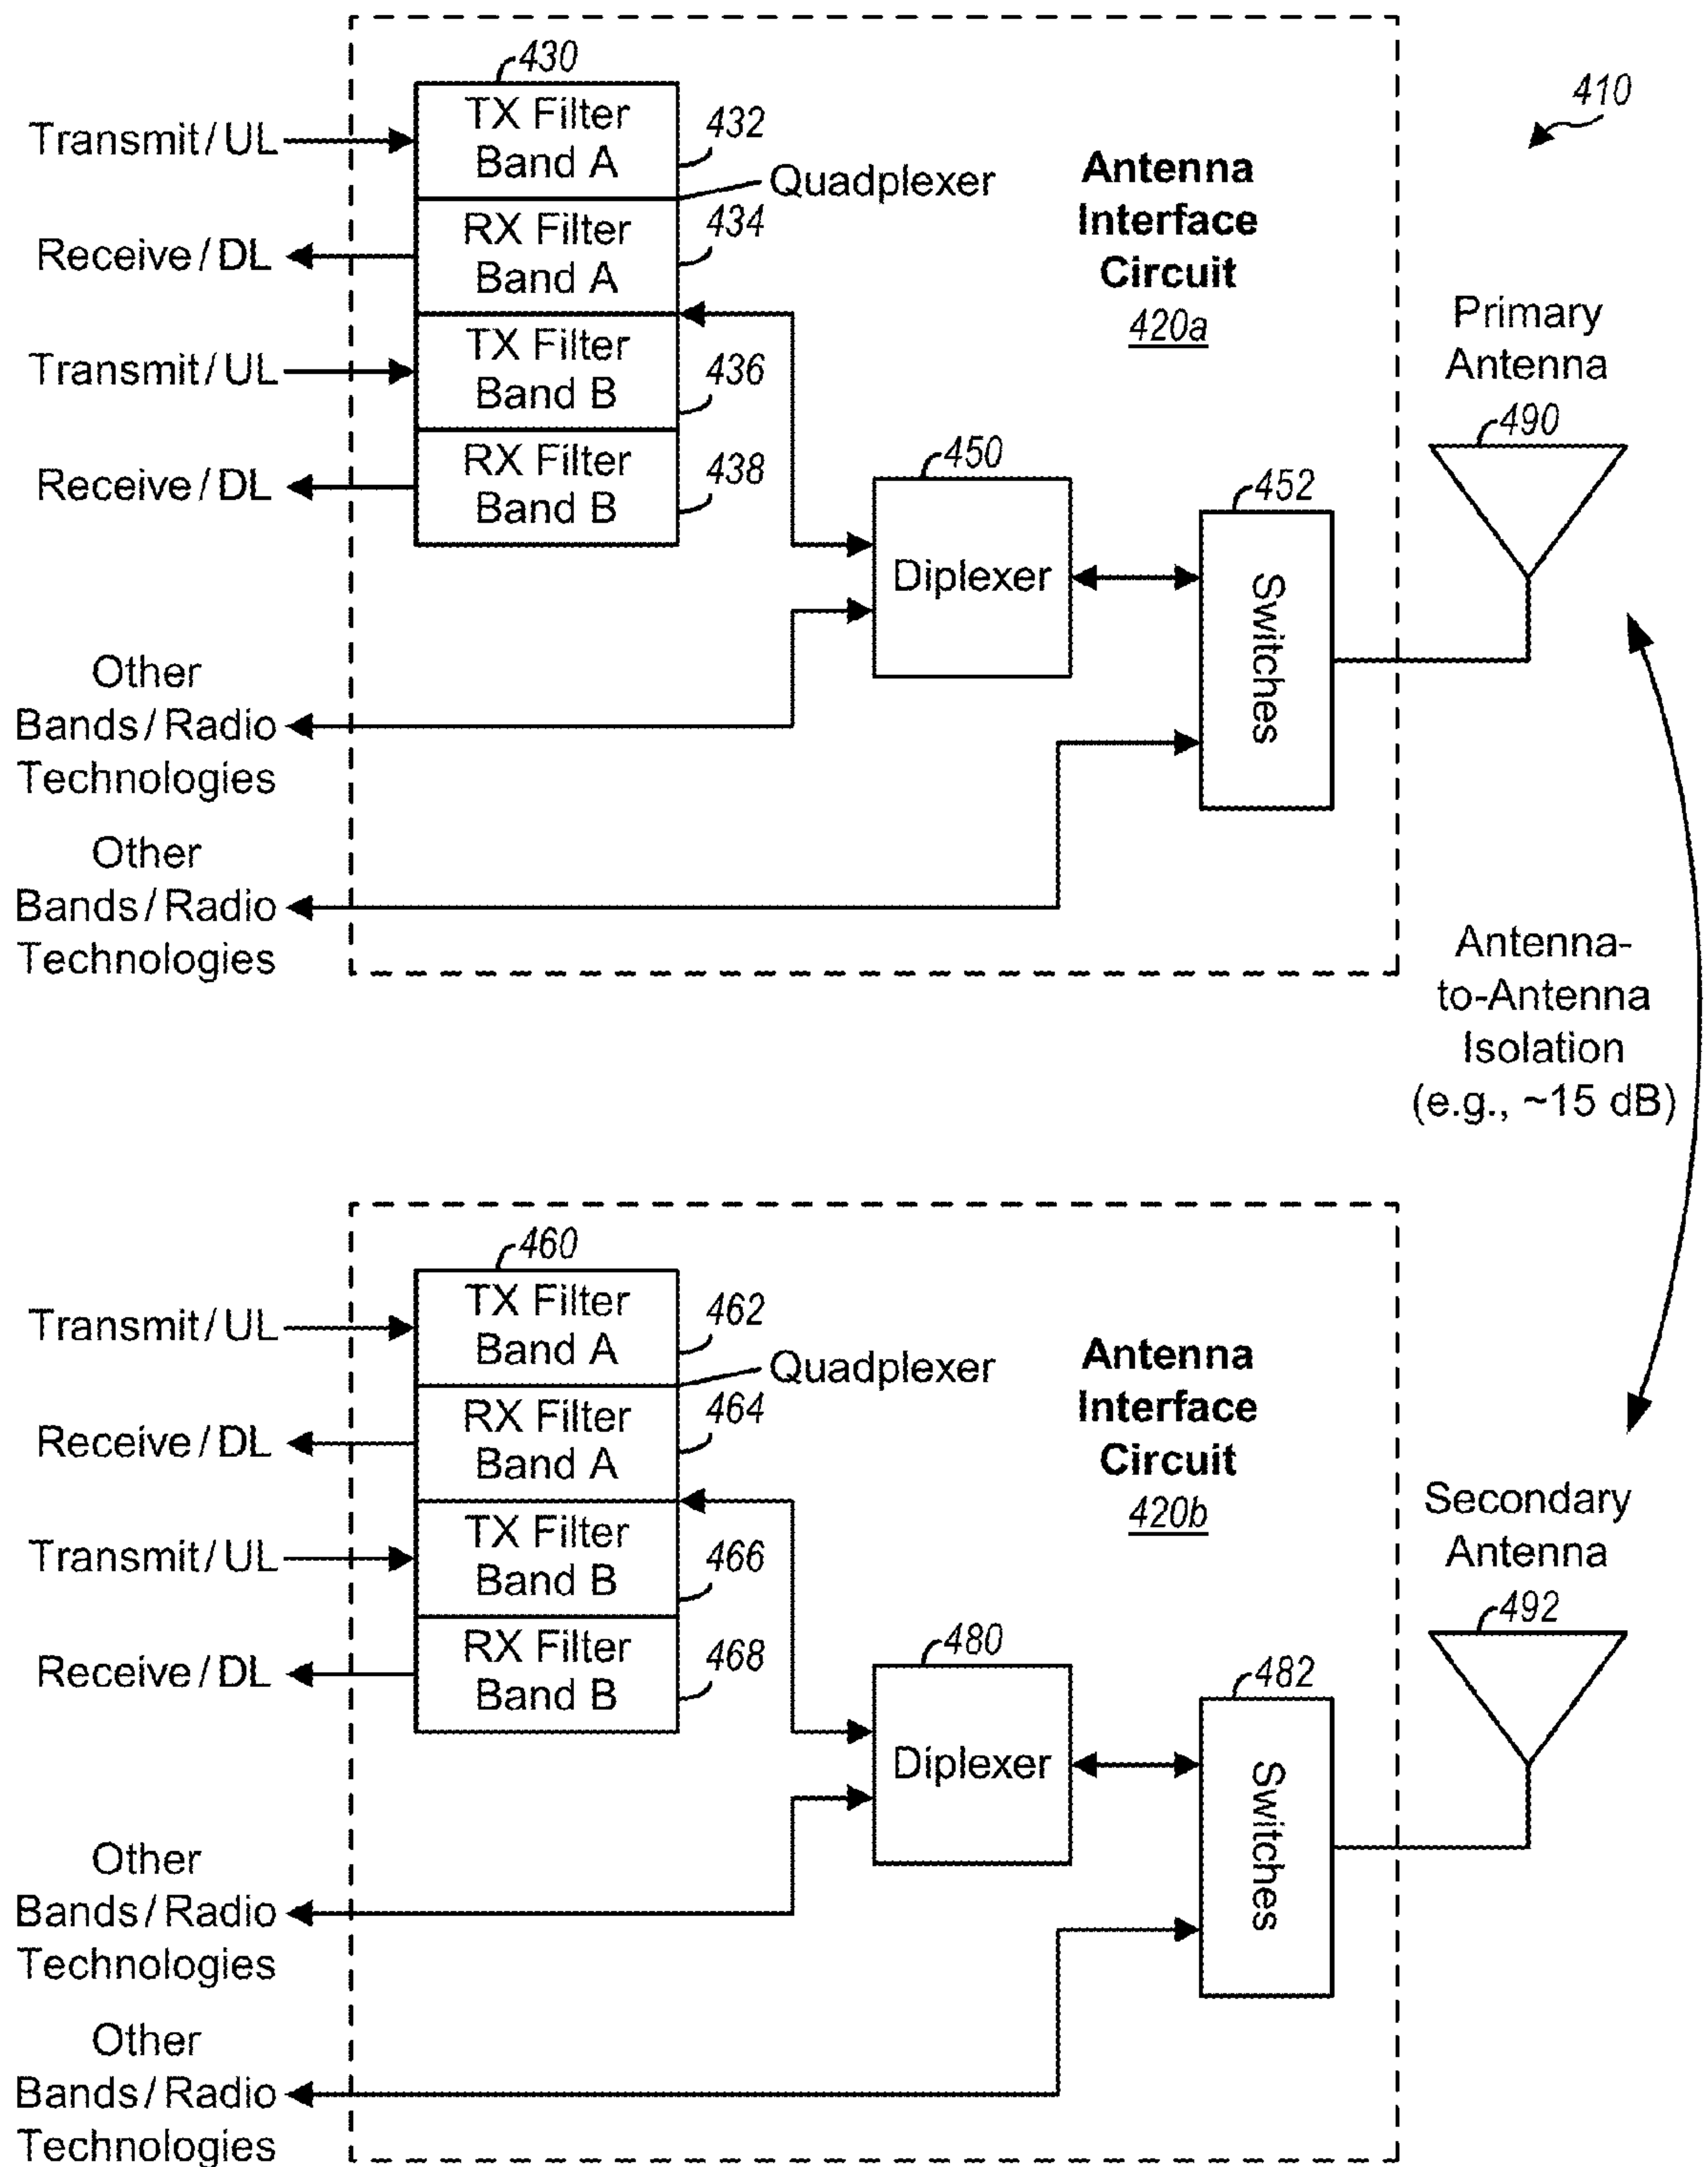 430
410
TX Filter
Band A
432
Transmit / UL
Quadplexer
RX Filter
Band A
434
Receive / DL
Antenna
Interface
Circuit
420a
TX Filter
Band B
436
Transmit / UL
RX Filter
Band B
438
Receive / DL
Primary
Antenna
490
450
Diplexer
452
Switches
Other
Bands / Radio
Technologies
Other
Bands / Radio
Technologies
Antenna-
to-Antenna
Isolation
(e.g., ~15 dB)
460
TX Filter
Band A
462
Transmit / UL
Quadplexer
RX Filter
Band A
464
Receive / DL
Antenna
Interface
Circuit
420b
TX Filter
Band B
466
Transmit / UL
RX Filter
Band B
468
Receive / DL
Secondary
Antenna
492
480
Diplexer
482
Switches
Other
Bands / Radio
Technologies
Other
Bands / Radio
Technologies